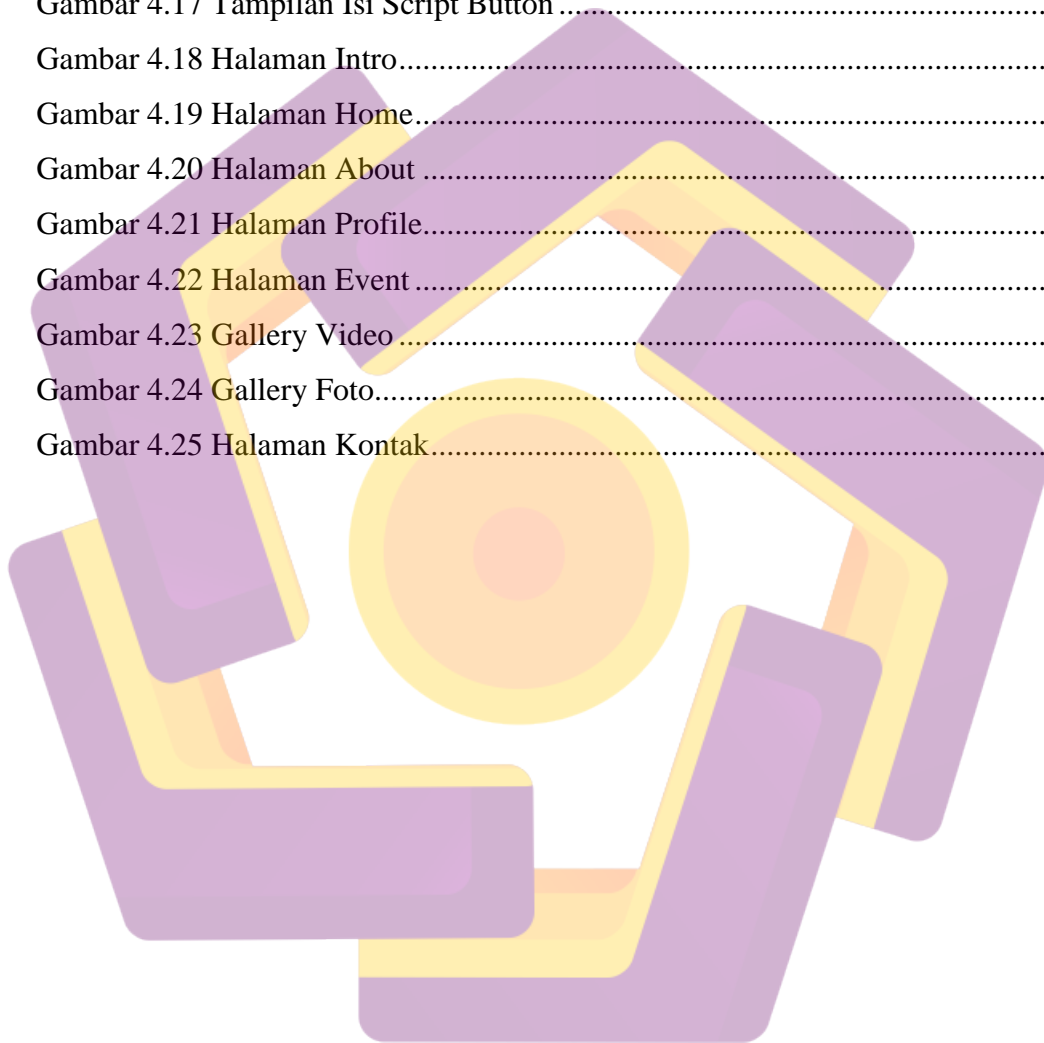 Gambar 4.17 Tampilan Isi Script Button ........................................................
Gambar 4.18 Halaman Intro................................................................................
Gambar 4.19 Halaman Home..............................................................................
Gambar 4.20 Halaman About .............................................................................
Gambar 4.21 Halaman Profile.............................................................................
Gambar 4.22 Halaman Event ..............................................................................
Gambar 4.23 Gallery Video ................................................................................
Gambar 4.24 Gallery Foto...................................................................................
Gambar 4.25 Halaman Kontak............................................................................